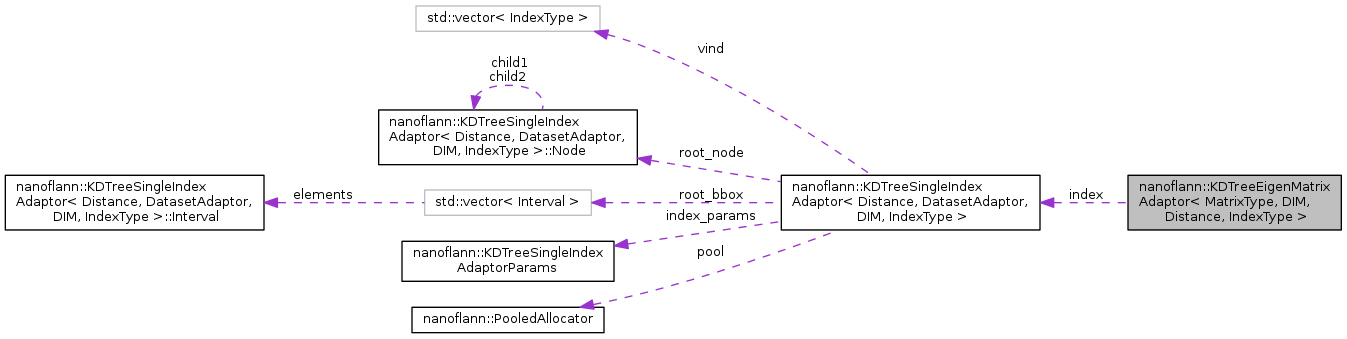 std::vector< IndexType >
vind
child1
child2
nanoflann::KDTreeSingleIndex
Adaptor< Distance, DatasetAdaptor,
DIM, IndexType >::Node
root_node
nanoflann::KDTreeSingleIndex
Adaptor< Distance, DatasetAdaptor,
DIM, IndexType >::Interval
elements
std::vector< Interval >
root_bbox
index_params
nanoflann::KDTreeSingleIndex
Adaptor< Distance, DatasetAdaptor,
DIM, IndexType >
index
nanoflann::KDTreeEigenMatrix
Adaptor< MatrixType, DIM,
Distance, IndexType >
nanoflann::KDTreeSingleIndex
AdaptorParams
pool
nanoflann::PooledAllocator